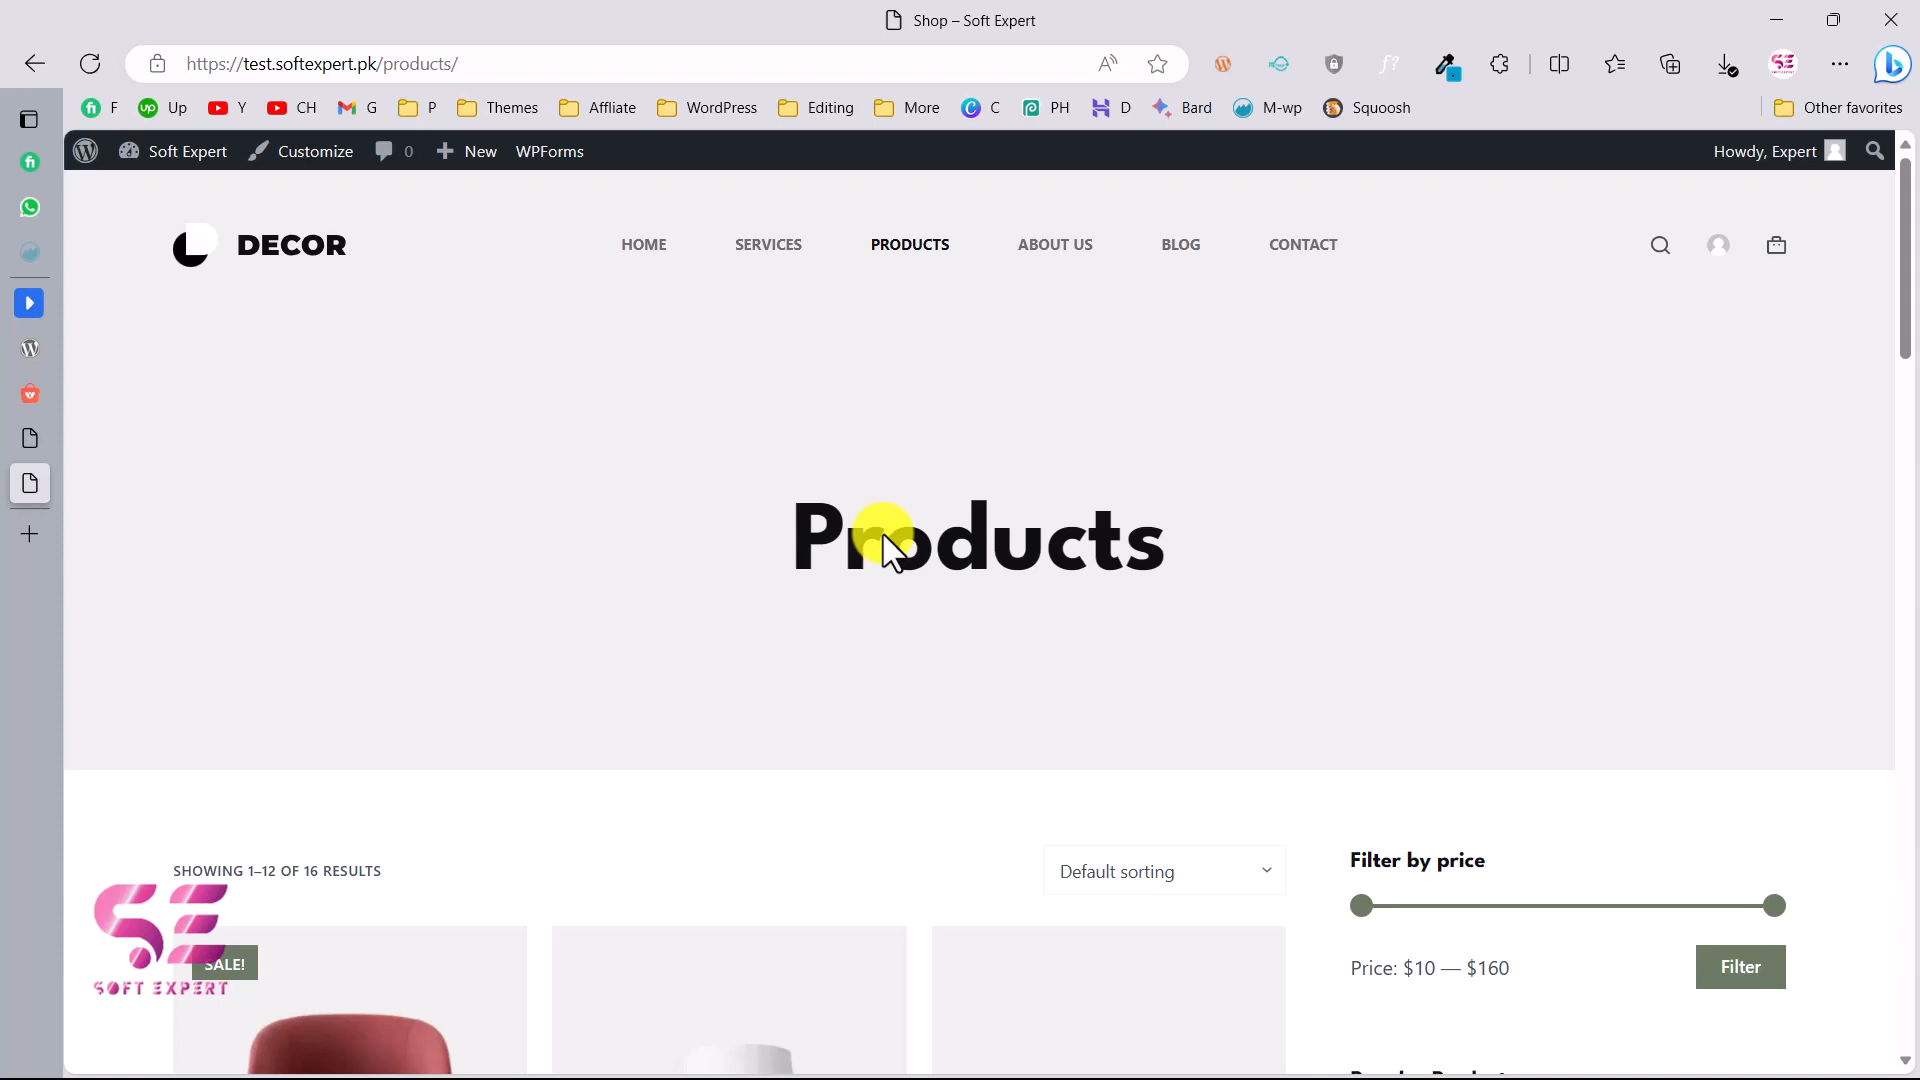 Shop – Soft Expert
https://test.softexpert.pk/products/
F Up Y CH G P Themes Affliate WordPress Editing More C PH D Bard M-wp Squoosh Other favorites
Soft Expert Customize 0 New WPForms Howdy, Expert
DECOR HOME SERVICES PRODUCTS ABOUT US BLOG CONTACT
Products
SHOWING 1–12 OF 16 RESULTS
Default sorting
Filter by price
Price: $10 — $160
Filter
SALE!
SE
SOFT EXPERT